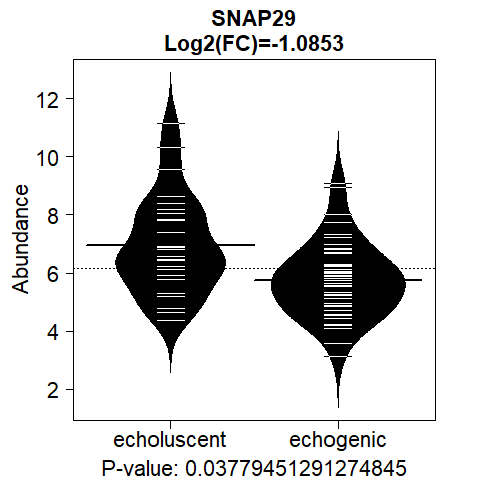 SNAP29
Log2(FC)=-1.0853
Abundance
12
10
8
6
4
2
echoluscent echogenic
P-value: 0.03779451291274845